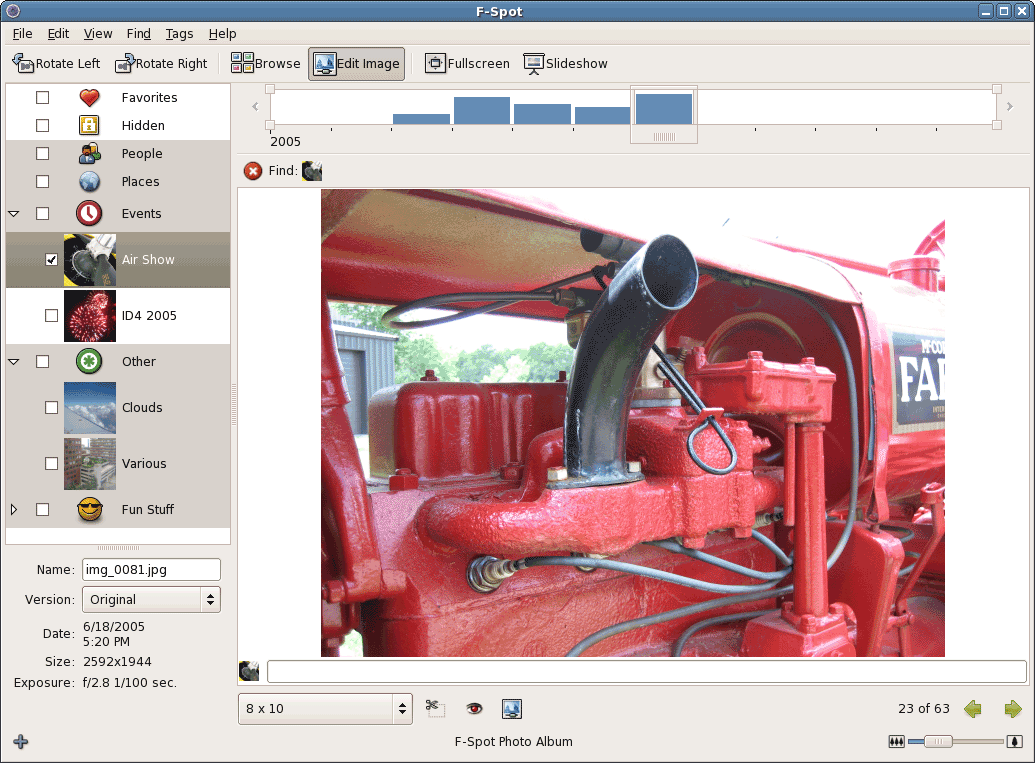 F-Spot
File Edit View Find Tags Help
Rotate Left Rotate Right Browse Edit Image Fullscreen Slideshow
Favorites
Hidden
People
Places
Events
Air Show
ID4 2005
Other
Clouds
Various
Fun Stuff
Name: img_0081.jpg
Version: Original
Date: 6/18/2005
5:20 PM
Size: 2592x1944
Exposure: f/2.8 1/100 sec.
2005
Find:
8 x 10
23 of 63
F-Spot Photo Album